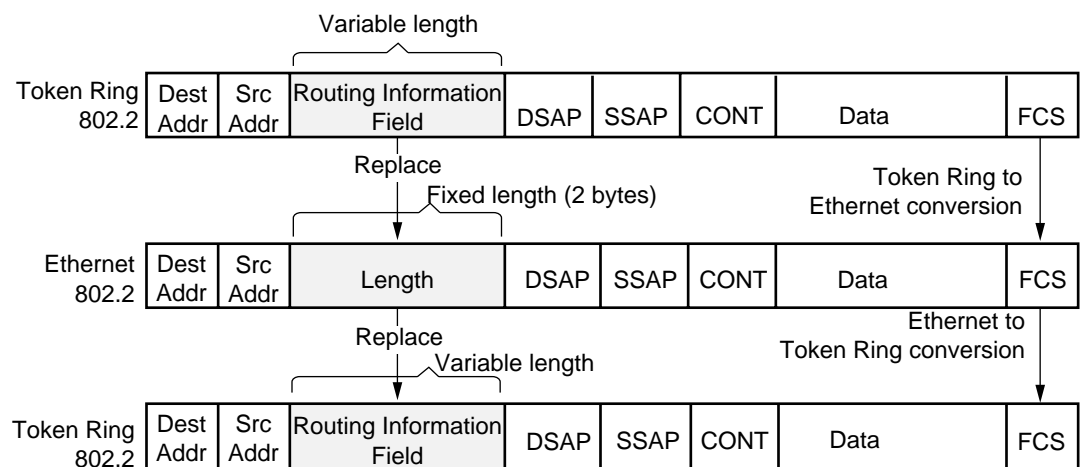 Variable length
Token Ring 802.2
Dest Addr
Src Addr
Routing Information Field
DSAP
SSAP
CONT
Data
FCS
Replace
Fixed length (2 bytes)
Token Ring to
Ethernet conversion
Ethernet 802.2
Dest Addr
Src Addr
Length
DSAP
SSAP
CONT
Data
FCS
Replace
Variable length
Ethernet to
Token Ring conversion
Token Ring 802.2
Dest Addr
Src Addr
Routing Information Field
DSAP
SSAP
CONT
Data
FCS